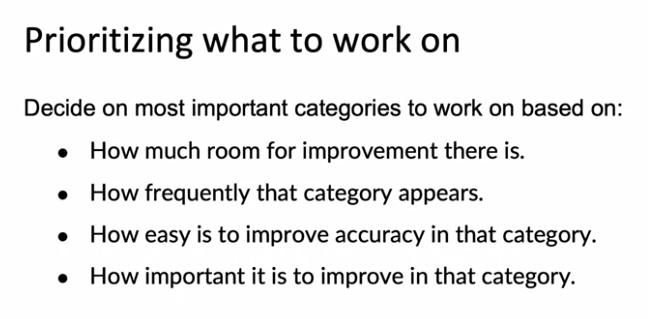 Prioritizing what to work on
Decide on most important categories to work on based on:
• How much room for improvement there is.
• How frequently that category appears.
• How easy is to improve accuracy in that category.
• How important it is to improve in that category.